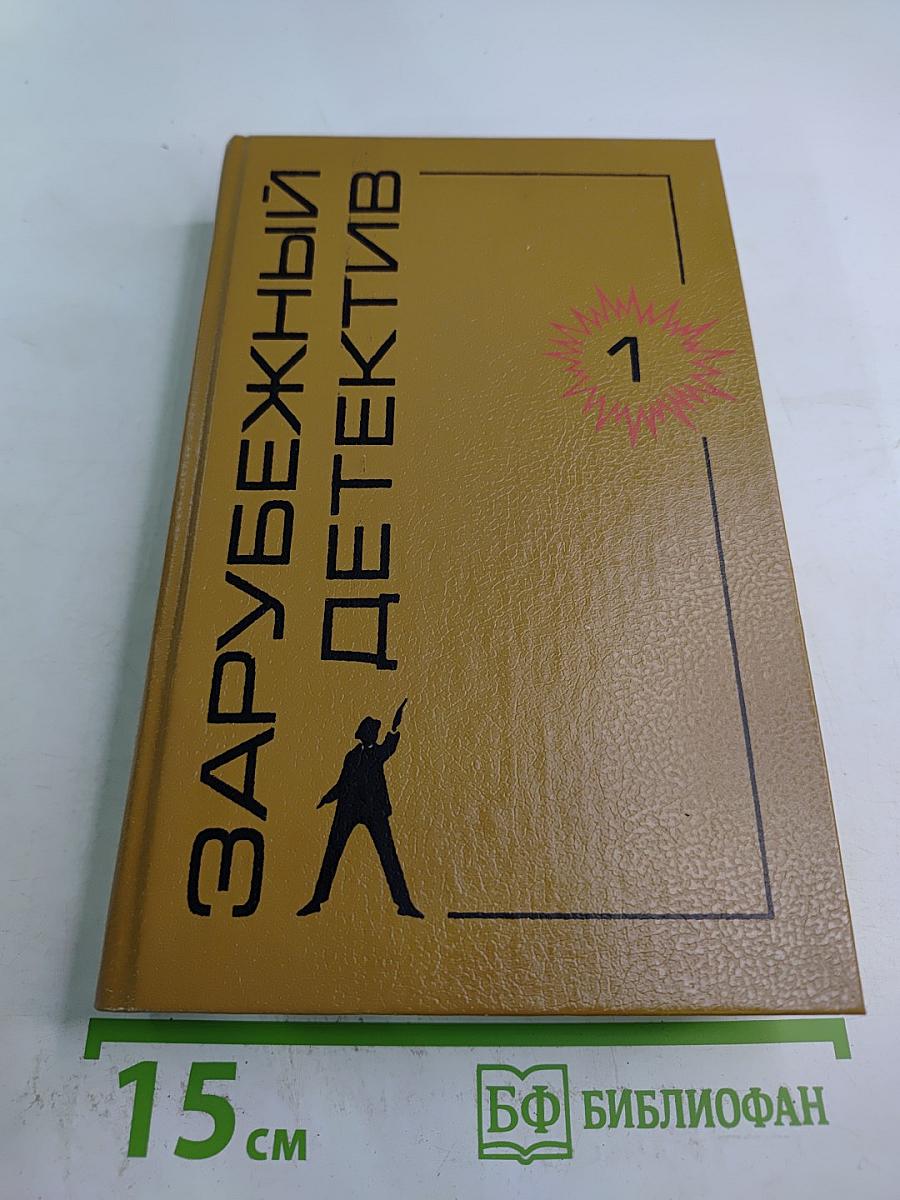 ЗАРУБЕЖНЫЙ
ДЕТЕКТИВ
1
15 см
БФ БИБЛИОФАН